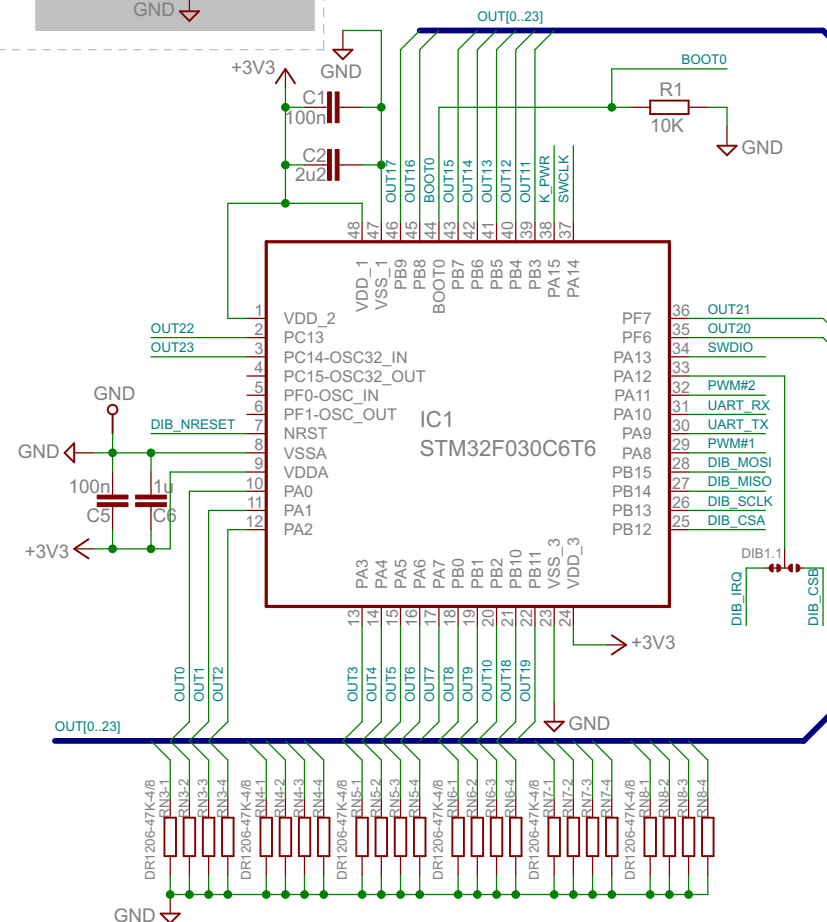 GND
OUT[0..23]
+3V3
GND
BOOT0
C1
100n
R1
10K
GND
C2
2u2
OUT17
OUT16
BOOT0
OUT15
OUT14
OUT13
OUT12
OUT11
K_PWR
SWCLK
48
47
46
45
44
43
42
41
40
39
38
37
VDD_1
VSS_1
PB9
PB8
BOOT0
PB7
PB6
PB5
PB4
PB3
PA15
PA14
1 VDD_2
OUT22 2 PC13
OUT23 3 PC14-OSC32_IN
4 PC15-OSC32_OUT
5 PF0-OSC_IN
6 PF1-OSC_OUT
DIB_NRESET 7 NRST
8 VSSA
9 VDDA
10 PA0
11 PA1
12 PA2
IC1
STM32F030C6T6
PF7 36 OUT21
PF6 35 OUT20
PA13 34 SWDIO
PA12 33
PA11 32 PWM#2
PA10 31 UART_RX
PA9 30 UART_TX
PA8 29 PWM#1
PB15 28 DIB_MOSI
PB14 27 DIB_MISO
PB13 26 DIB_SCLK
PB12 25 DIB_CSA
GND
GND
100n
C5
1u
C6
+3V3
DIB1.1
DIB_IRQ
DIB_CSB
PA3
PA4
PA5
PA6
PA7
PB0
PB1
PB2
PB10
PB11
VSS_3
VDD_3
13
14
15
16
17
18
19
20
21
22
23
24
+3V3
GND
OUT0
OUT1
OUT2
OUT3
OUT4
OUT5
OUT6
OUT7
OUT8
OUT9
OUT10
OUT18
OUT19
OUT[0..23]
DR1206-47K-4/8
RN3-1
RN3-2
RN3-3
RN3-4
DR1206-47K-4/8
RN4-1
RN4-2
RN4-3
RN4-4
DR1206-47K-4/8
RN5-1
RN5-2
RN5-3
RN5-4
DR1206-47K-4/8
RN6-1
RN6-2
RN6-3
RN6-4
DR1206-47K-4/8
RN7-1
RN7-2
RN7-3
RN7-4
DR1206-47K-4/8
RN8-1
RN8-2
RN8-3
RN8-4
GND